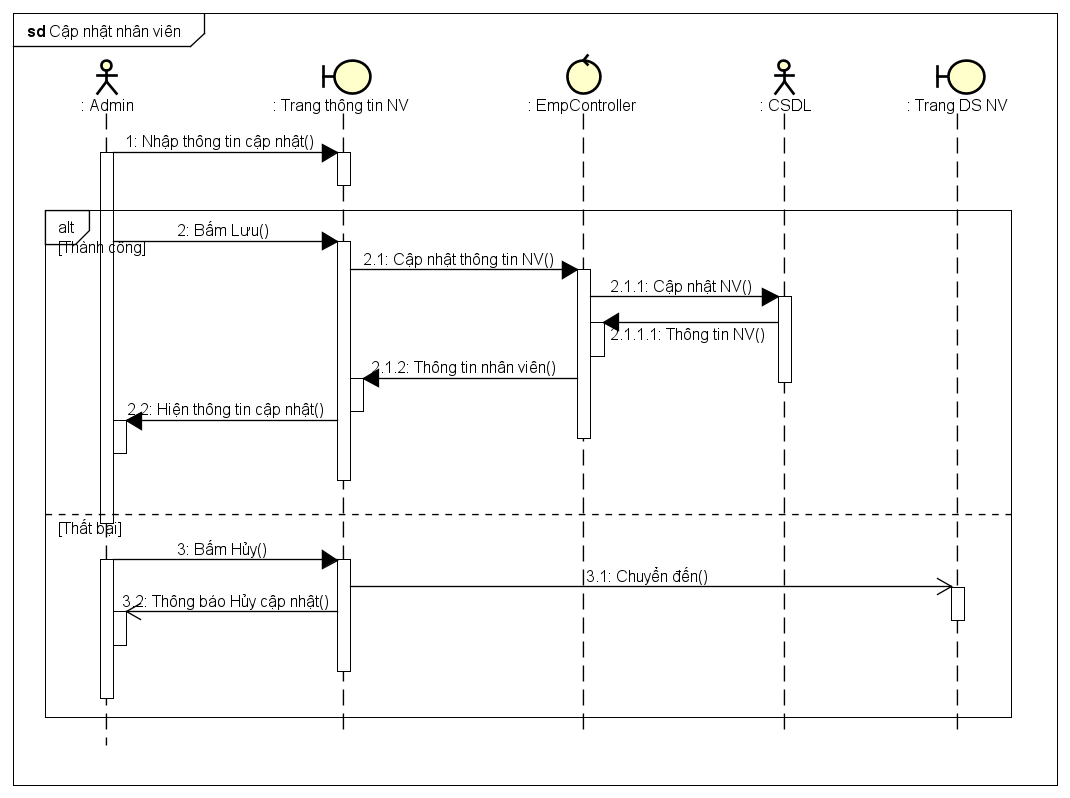 sd Cập nhật nhân viên
: Admin
: Trang thông tin NV
: EmpController
: CSDL
: Trang DS NV
1: Nhập thông tin cập nhật()
alt
[Thành công]
2: Bấm Lưu()
2.1: Cập nhật thông tin NV()
2.1.1: Cập nhật NV()
2.1.1.1: Thông tin NV()
2.1.2: Thông tin nhân viên()
2.2: Hiện thông tin cập nhật()
[Thất bại]
3: Bấm Hủy()
3.1: Chuyển đến()
3.2: Thông báo Hủy cập nhật()